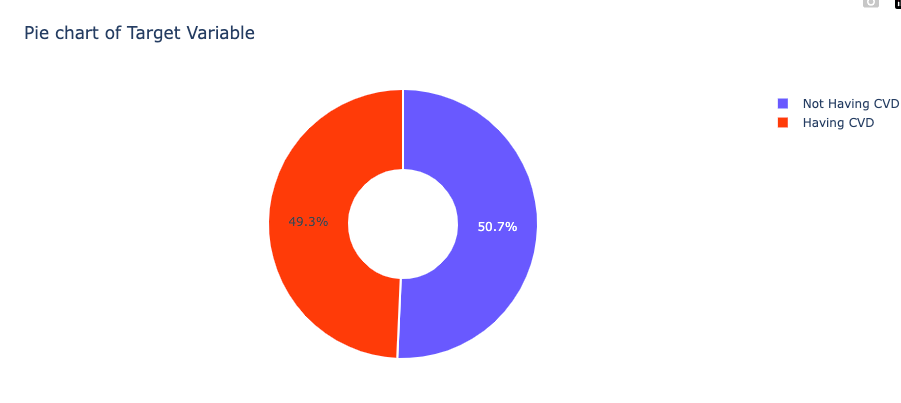 Pie chart of Target Variable
Not Having CVD
Having CVD
49.3%
50.7%